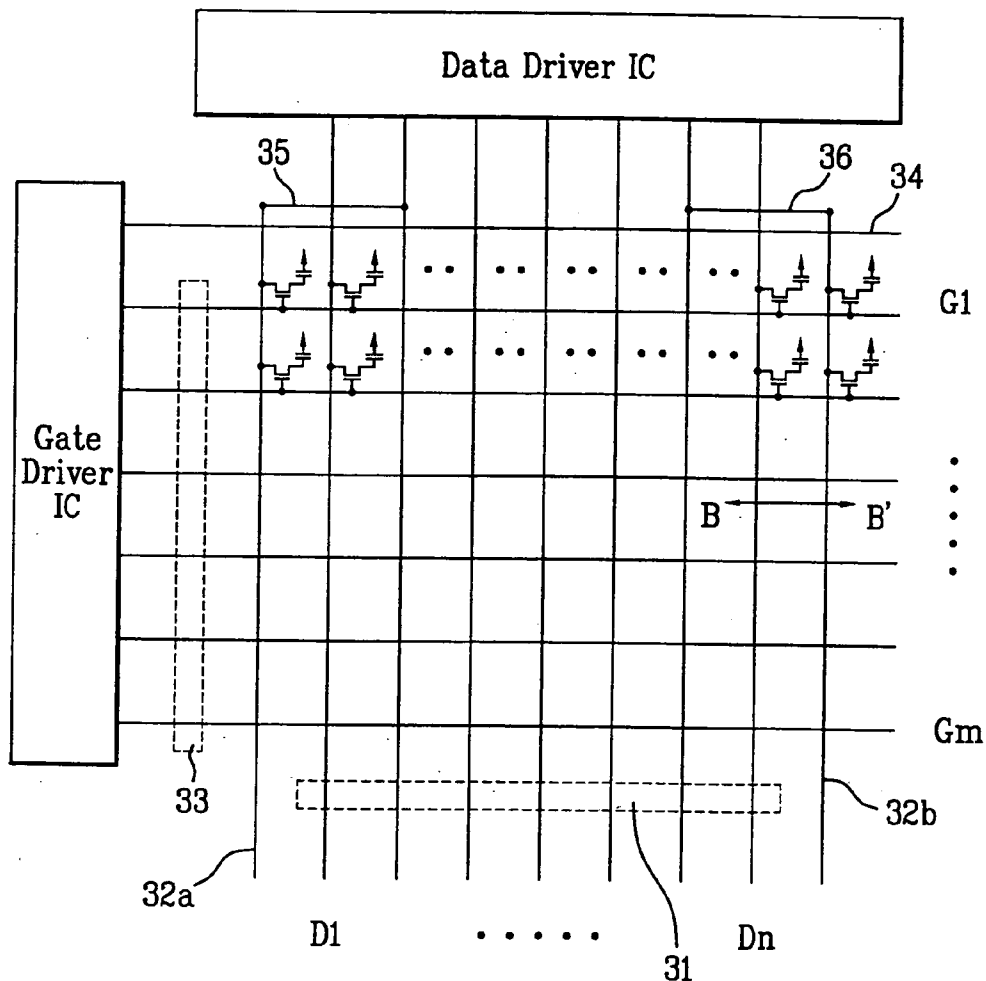 Data Driver IC
35
36
34
G1
Gate
Driver
IC
B
B'
Gm
33
32b
32a
D1
Dn
31